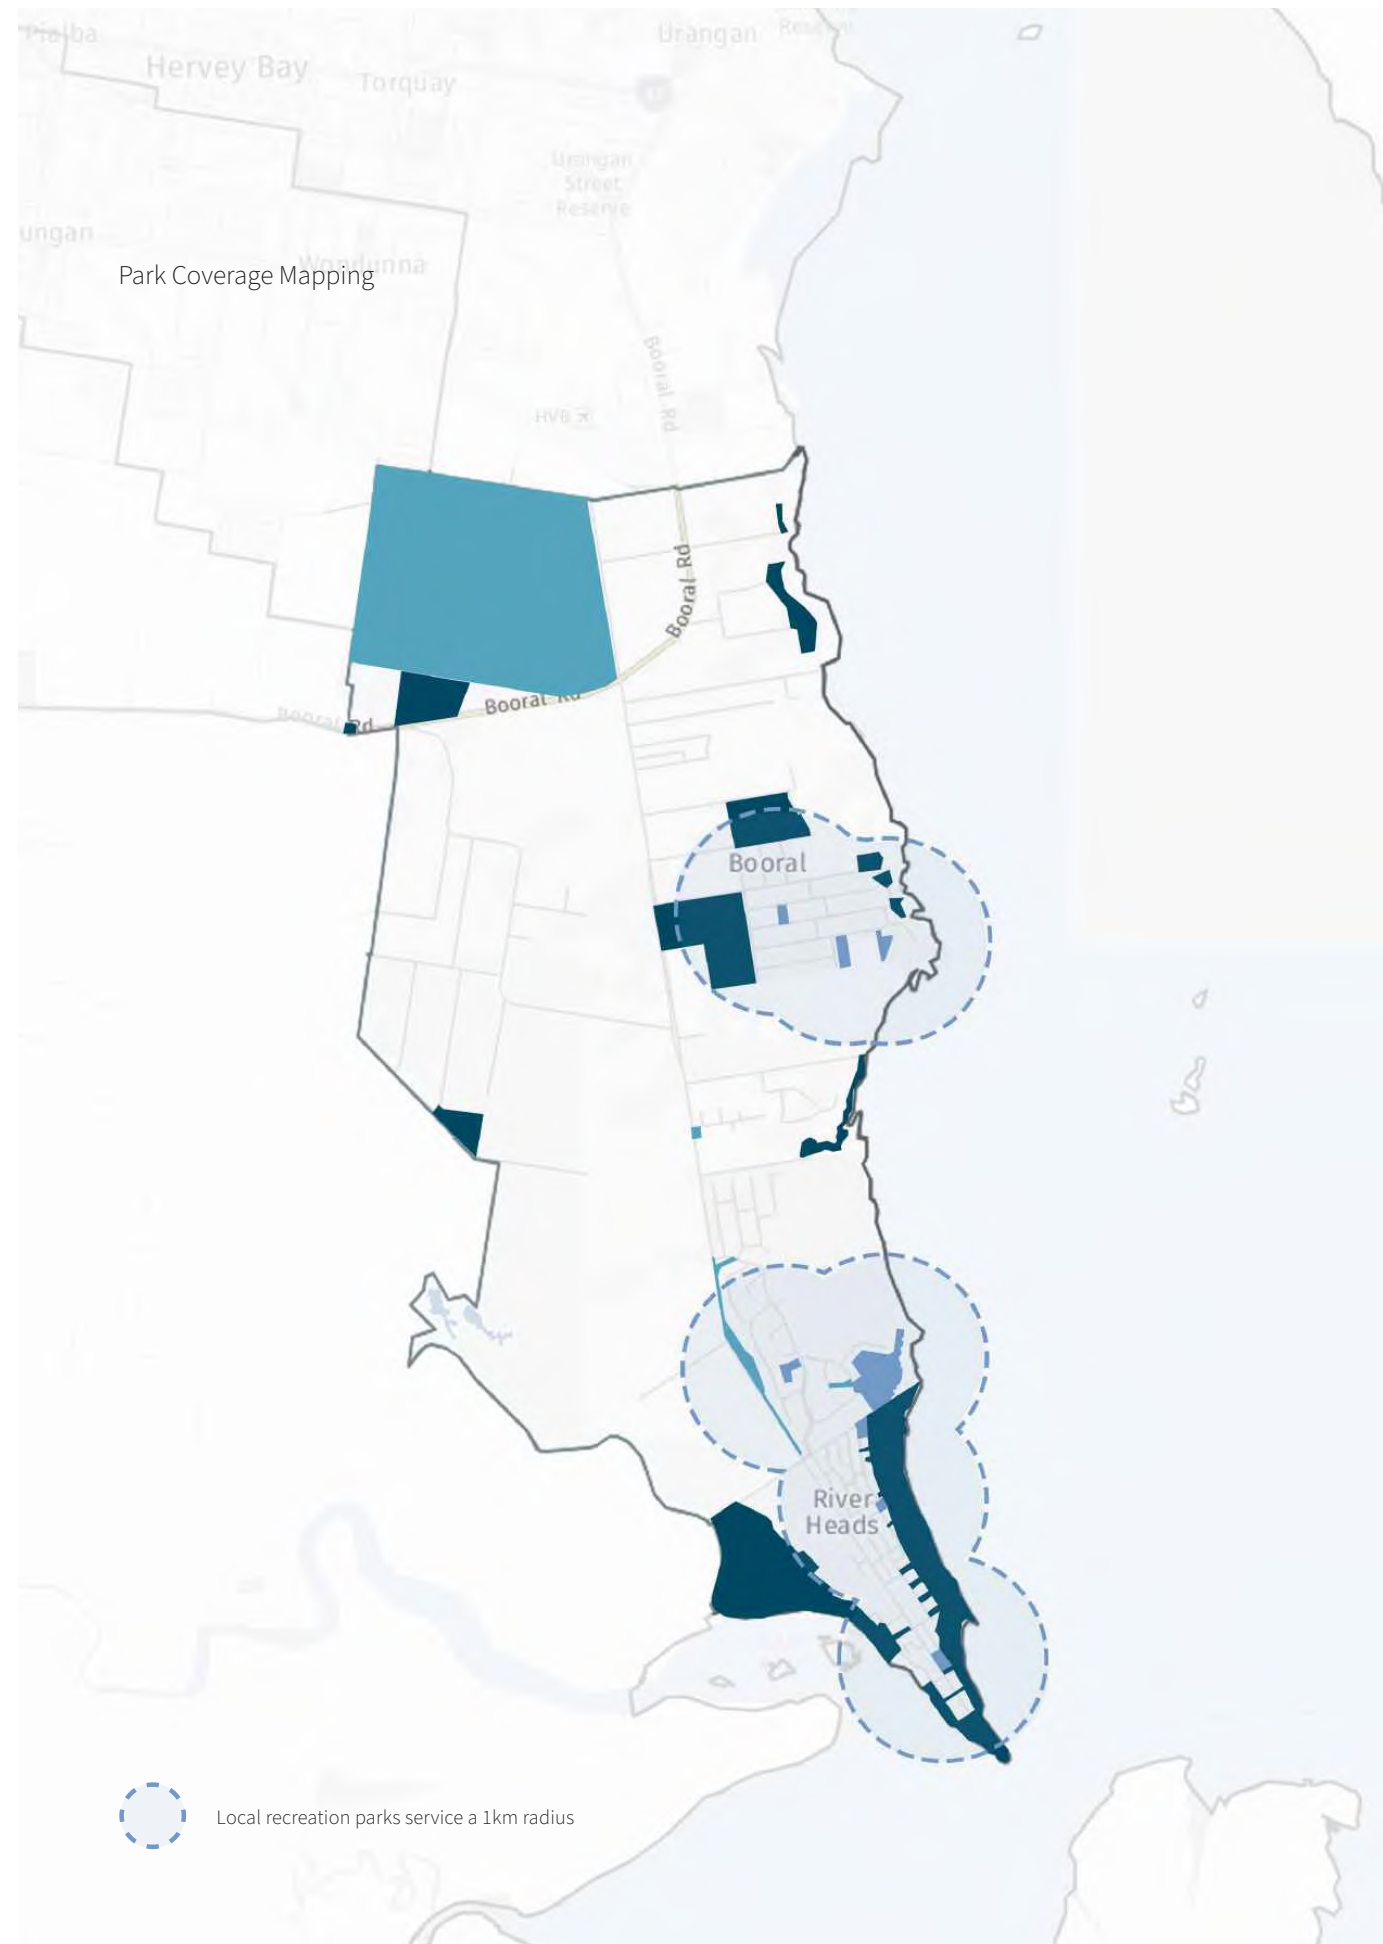 Pialba
Hervey Bay
Torquay
Urangan
Urangan
Street
Reserve
ungan
Wondunna
Park Coverage Mapping
Booral Rd
HVB
Booral Rd
Booral Rd
Booral Rd
Booral
River
Heads
Local recreation parks service a 1km radius